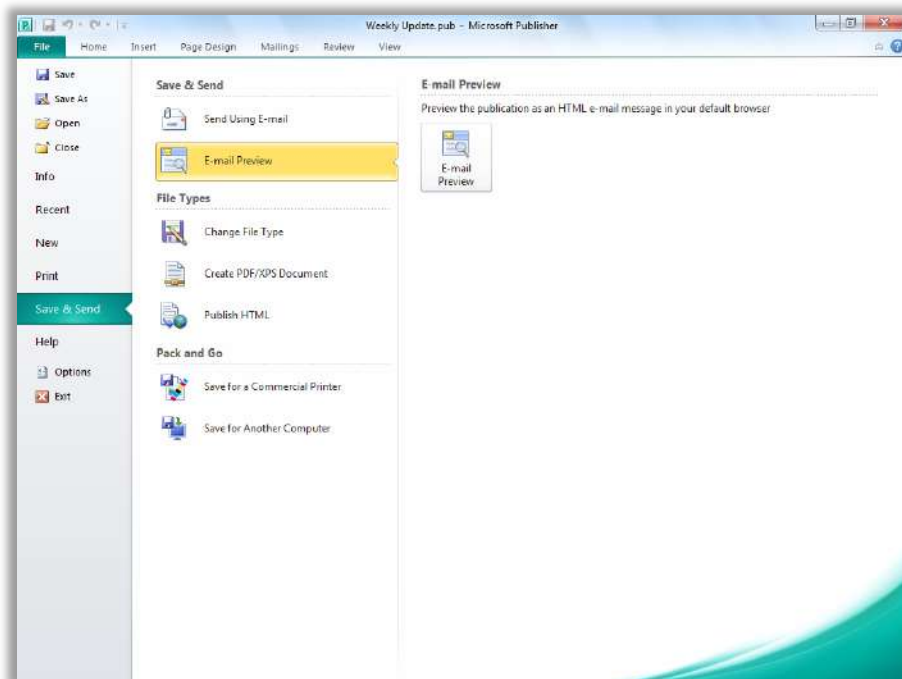 Weekly Update.pub - Microsoft Publisher
File Home Insert Page Design Mailings Review View
Save
Save As
Open
Close
Info
Recent
New
Print
Save & Send
Help
Options
Exit
Save & Send
Send Using E-mail
E-mail Preview
File Types
Change File Type
Create PDF/XPS Document
Publish HTML
Pack and Go
Save for a Commercial Printer
Save for Another Computer
E-mail Preview
Preview the publication as an HTML e-mail message in your default browser
E-mail
Preview